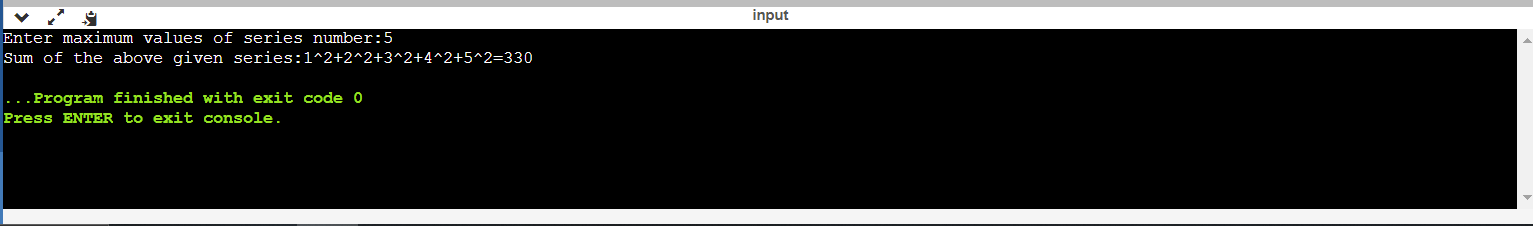 input
Enter maximum values of series number:5
Sum of the above given series:1^2+2^2+3^2+4^2+5^2=330
...Program finished with exit code 0
Press ENTER to exit console.